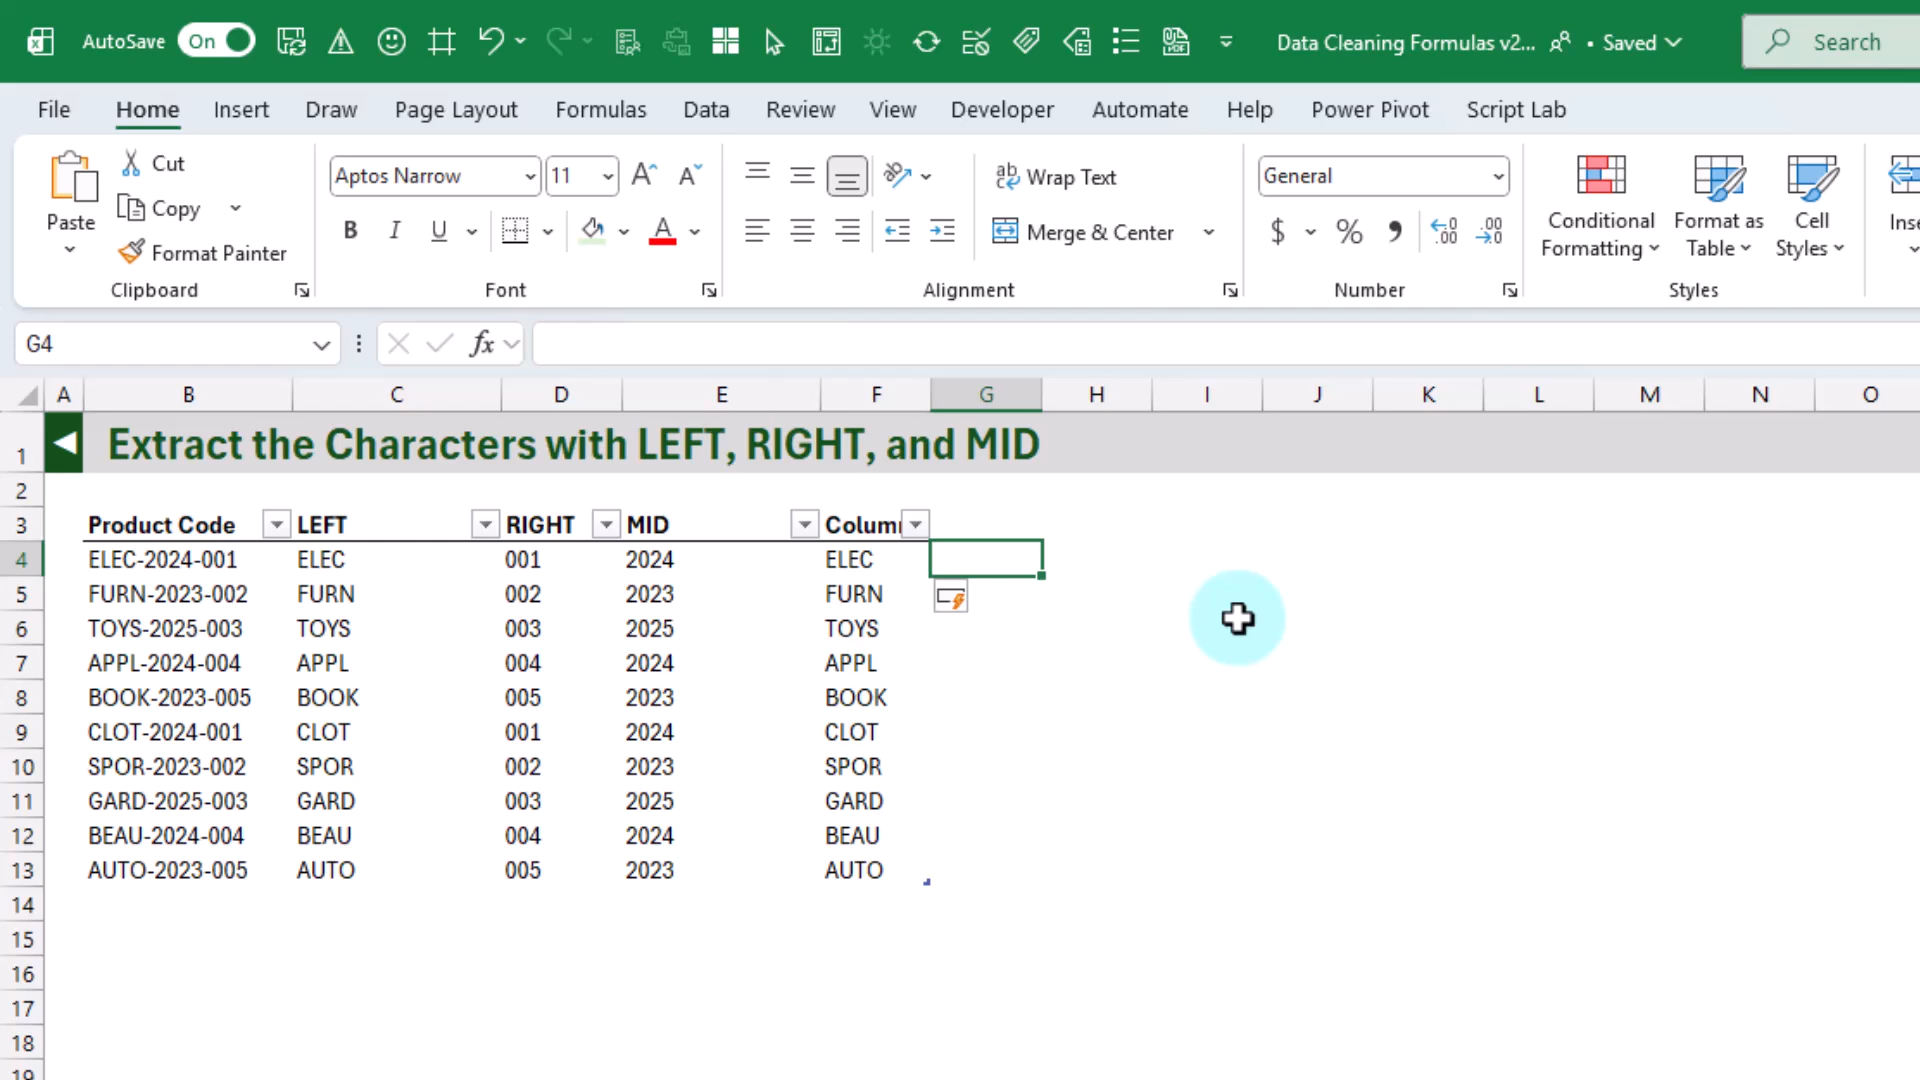 AutoSave On Data Cleaning Formulas v2... • Saved Search
File Home Insert Draw Page Layout Formulas Data Review View Developer Automate Help Power Pivot Script Lab
Paste Cut Copy Format Painter Clipboard
Aptos Narrow 11 B I U A Font
Wrap Text Merge & Center Alignment
General $ % 9 .00 .00 Number
Conditional Formatting Format as Table Cell Styles Styles
Inse
G4 fx
A B C D E F G H I J K L M N O
1 Extract the Characters with LEFT, RIGHT, and MID
2
3 Product Code LEFT RIGHT MID Colum
4 ELEC-2024-001 ELEC 001 2024 ELEC
5 FURN-2023-002 FURN 002 2023 FURN
6 TOYS-2025-003 TOYS 003 2025 TOYS
7 APPL-2024-004 APPL 004 2024 APPL
8 BOOK-2023-005 BOOK 005 2023 BOOK
9 CLOT-2024-001 CLOT 001 2024 CLOT
10 SPOR-2023-002 SPOR 002 2023 SPOR
11 GARD-2025-003 GARD 003 2025 GARD
12 BEAU-2024-004 BEAU 004 2024 BEAU
13 AUTO-2023-005 AUTO 005 2023 AUTO
14
15
16
17
18
19